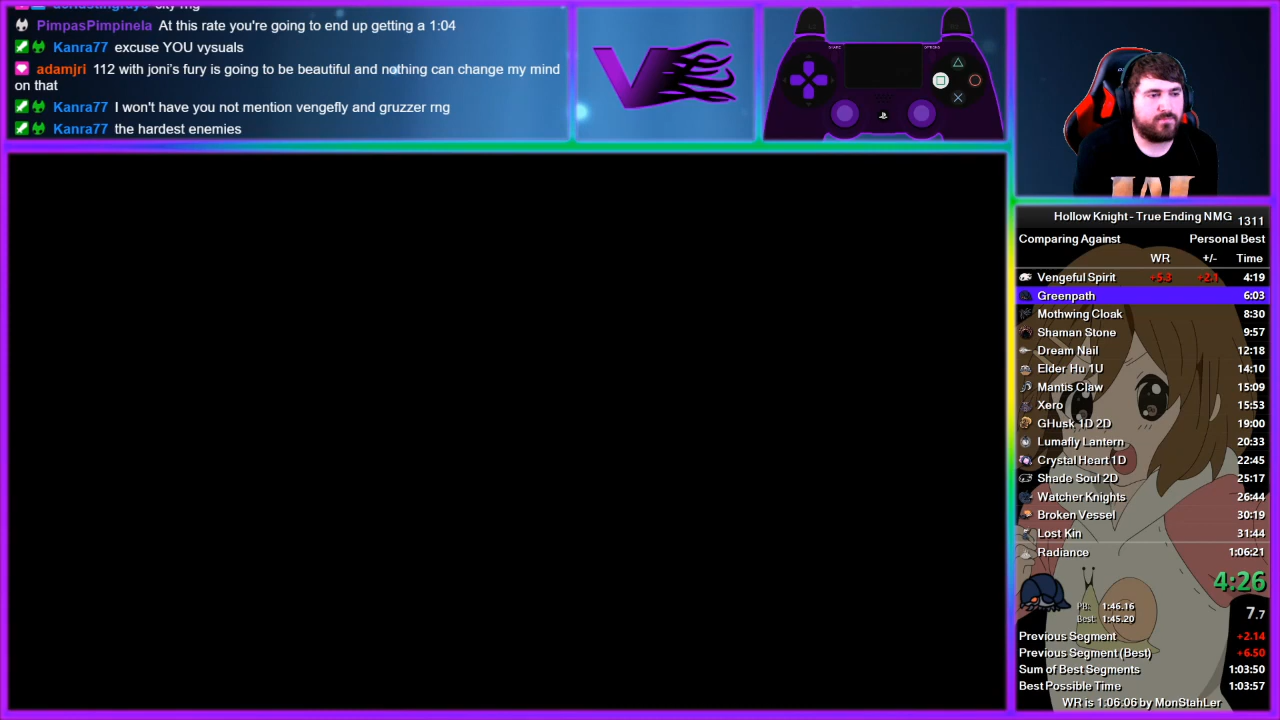 PimpasPimpinela At this rate you're going to end up getting a 1:04
Kanra77 excuse YOU vysuals
adamjri 112 with joni's fury is going to be beautiful and nothing can change my mind
on that
Kanra77 I won't have you not mention vengefly and gruzzer rng
Kanra77 the hardest enemies
SHARE
OPTIONS
Hollow Knight - True Ending NMG 1311
Comparing Against Personal Best
WR +/- Time
Vengeful Spirit +5.3 +2.1 4:19
Greenpath 6:03
Mothwing Cloak 8:30
Shaman Stone 9:57
Dream Nail 12:18
Elder Hu 1U 14:10
Mantis Claw 15:09
Xero 15:53
GHusk 1D 2D 19:00
Lumafly Lantern 20:33
Crystal Heart 1D 22:45
Shade Soul 2D 25:17
Watcher Knights 26:44
Broken Vessel 30:19
Lost Kin 31:44
Radiance 1:06:21
4:26
PB: 1:46.16
Best: 1:45.20
7.7
Previous Segment +2.14
Previous Segment (Best) +6.50
Sum of Best Segments 1:03:50
Best Possible Time 1:03:57
WR is 1:06:06 by MonStahLer